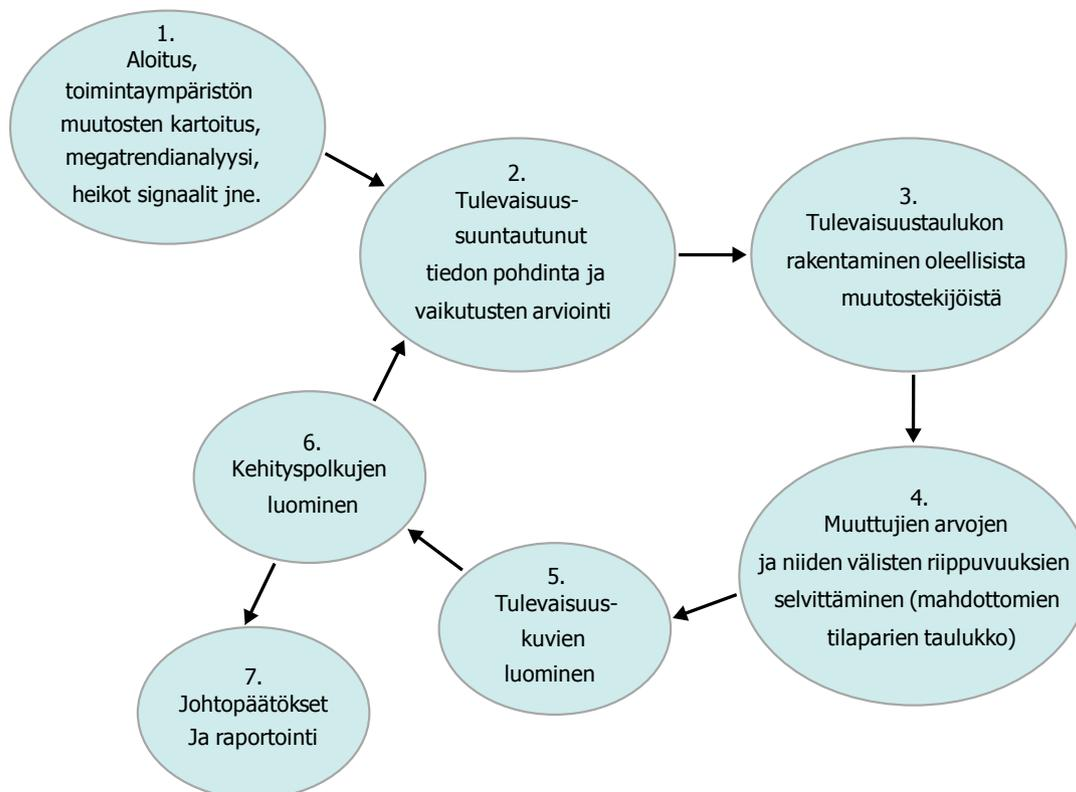 1.
Aloitus,
toimintaympäristön
muutosten kartoitus,
megatrendianalyysi,
heikot signaalit jne.
2.
Tulevaisuus-
suuntautunut
tiedon pohdinta ja
vaikutusten arviointi
3.
Tulevaisuustaulukon
rakentaminen oleellisista
muutostekijöistä
4.
Muuttujien arvojen
ja niiden välisten riippuvuuksien
selvittäminen (mahdottomien
tilaparien taulukko)
5.
Tulevaisuus-
kuvien
luominen
6.
Kehityspolkujen
luominen
7.
Johtopäätökset
Ja raportointi